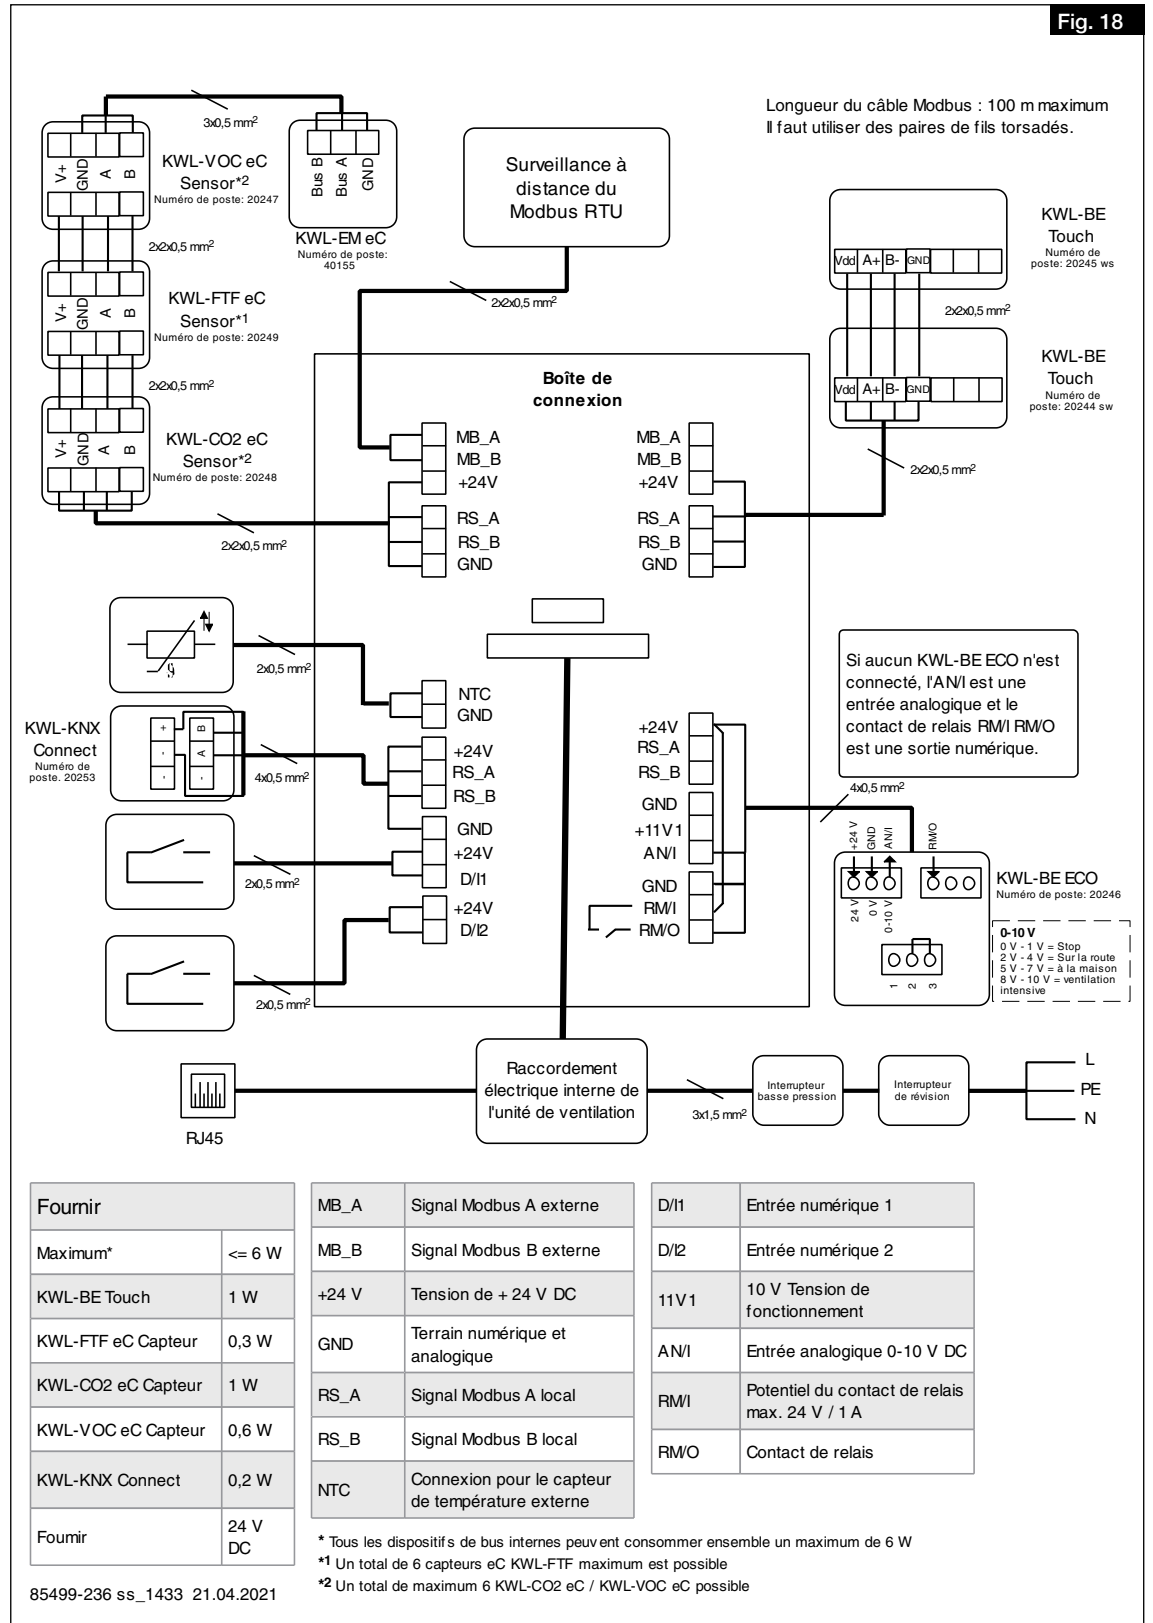 Fig. 18
Longueur du câble Modbus : 100 m maximum
Il faut utiliser des paires de fils torsadés.
3x0,5 mm²
V+
GND
A
B
KWL-VOC eC
Sensor*2
Numéro de poste: 20247
Bus B
Bus A
GND
KWL-EM eC
Numéro de poste:
40155
2x2x0,5 mm²
V+
GND
A
B
KWL-FTF eC
Sensor*1
Numéro de poste: 20249
2x2x0,5 mm²
V+
GND
A
B
KWL-CO2 eC
Sensor*2
Numéro de poste: 20248
2x2x0,5 mm²
Surveillance à
distance du
Modbus RTU
2x2x0,5 mm²
Vdd A+ B- GND
KWL-BE
Touch
Numéro de
poste: 20245 ws
2x2x0,5 mm²
Vdd A+ B- GND
KWL-BE
Touch
Numéro de
poste: 20244 sw
2x2x0,5 mm²
Boîte de
connexion
MB_A
MB_B
+24V
RS_A
RS_B
GND
MB_A
MB_B
+24V
RS_A
RS_B
GND
ϑ
2x0,5 mm²
NTC
GND
KWL-KNX
Connect
Numéro de
poste. 20253
+
-
-
B
A
-
4x0,5 mm²
+24V
RS_A
RS_B
GND
+24V
D/I1
+24V
D/I2
2x0,5 mm²
2x0,5 mm²
+24V
RS_A
RS_B
GND
+11V1
AN/I
GND
RM/I
RM/O
Si aucun KWL-BE ECO n'est
connecté, l'AN/I est une
entrée analogique et le
contact de relais RM/I RM/O
est une sortie numérique.
4x0,5 mm²
+24 V
GND
AN/I
RM/O
24 V
0 V
0-10 V
1
2
3
KWL-BE ECO
Numéro de poste: 20246
0-10 V
0 V - 1 V = Stop
2 V - 4 V = Sur la route
5 V - 7 V = à la maison
8 V - 10 V = ventilation
intensive
RJ45
Raccordement
électrique interne de
l'unité de ventilation
3x1,5 mm²
Interrupteur
basse pression
Interrupteur
de révision
L
PE
N
Fournir
Maximum* <= 6 W
KWL-BE Touch 1 W
KWL-FTF eC Capteur 0,3 W
KWL-CO2 eC Capteur 1 W
KWL-VOC eC Capteur 0,6 W
KWL-KNX Connect 0,2 W
Fournir 24 V
DC
MB_A Signal Modbus A externe
MB_B Signal Modbus B externe
+24 V Tension de + 24 V DC
GND Terrain numérique et
analogique
RS_A Signal Modbus A local
RS_B Signal Modbus B local
NTC Connexion pour le capteur
de température externe
D/I1 Entrée numérique 1
D/I2 Entrée numérique 2
11V1 10 V Tension de
fonctionnement
AN/I Entrée analogique 0-10 V DC
RM/I Potentiel du contact de relais
max. 24 V / 1 A
RM/O Contact de relais
* Tous les dispositifs de bus internes peuvent consommer ensemble un maximum de 6 W
*1 Un total de 6 capteurs eC KWL-FTF maximum est possible
*2 Un total de maximum 6 KWL-CO2 eC / KWL-VOC eC possible
85499-236 ss_1433 21.04.2021